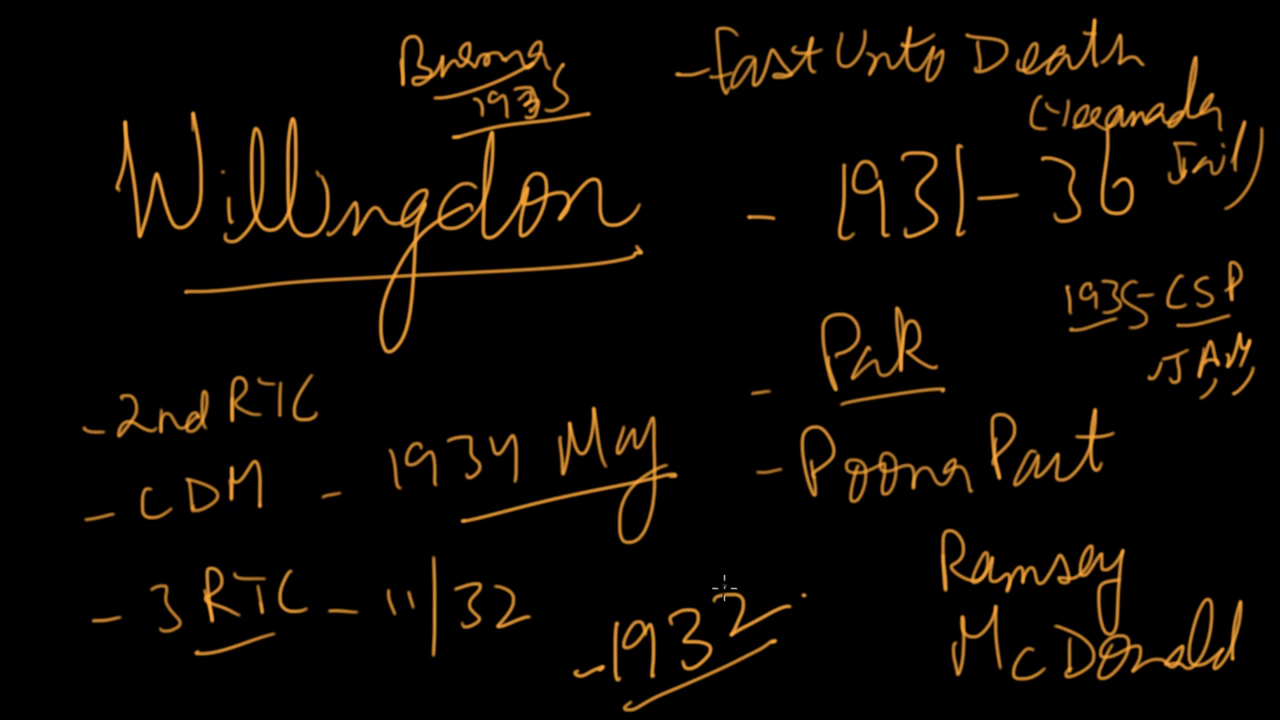 Burma
1935
Willingdon
- 2nd RTC
- CDM - 1934 May
- 3 RTC - 11/32
- 1932
- Fast Unto Death
Jail)
- 1931-36
1935-CSP
- Pak
- Poona Pact
Ramsey
McDonald